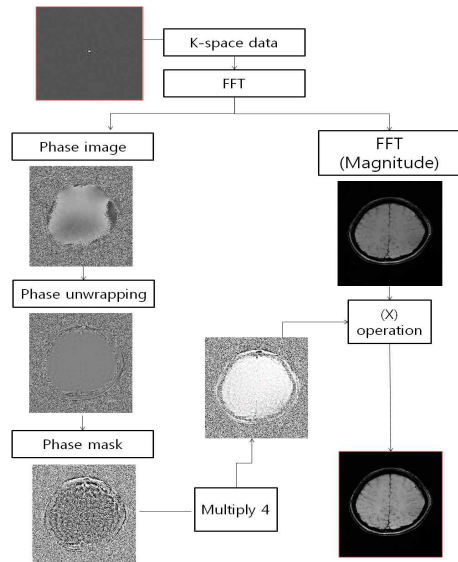 K-space data
FFT
Phase image
FFT
(Magnitude)
Phase unwrapping
(X)
operation
Phase mask
Multiply 4